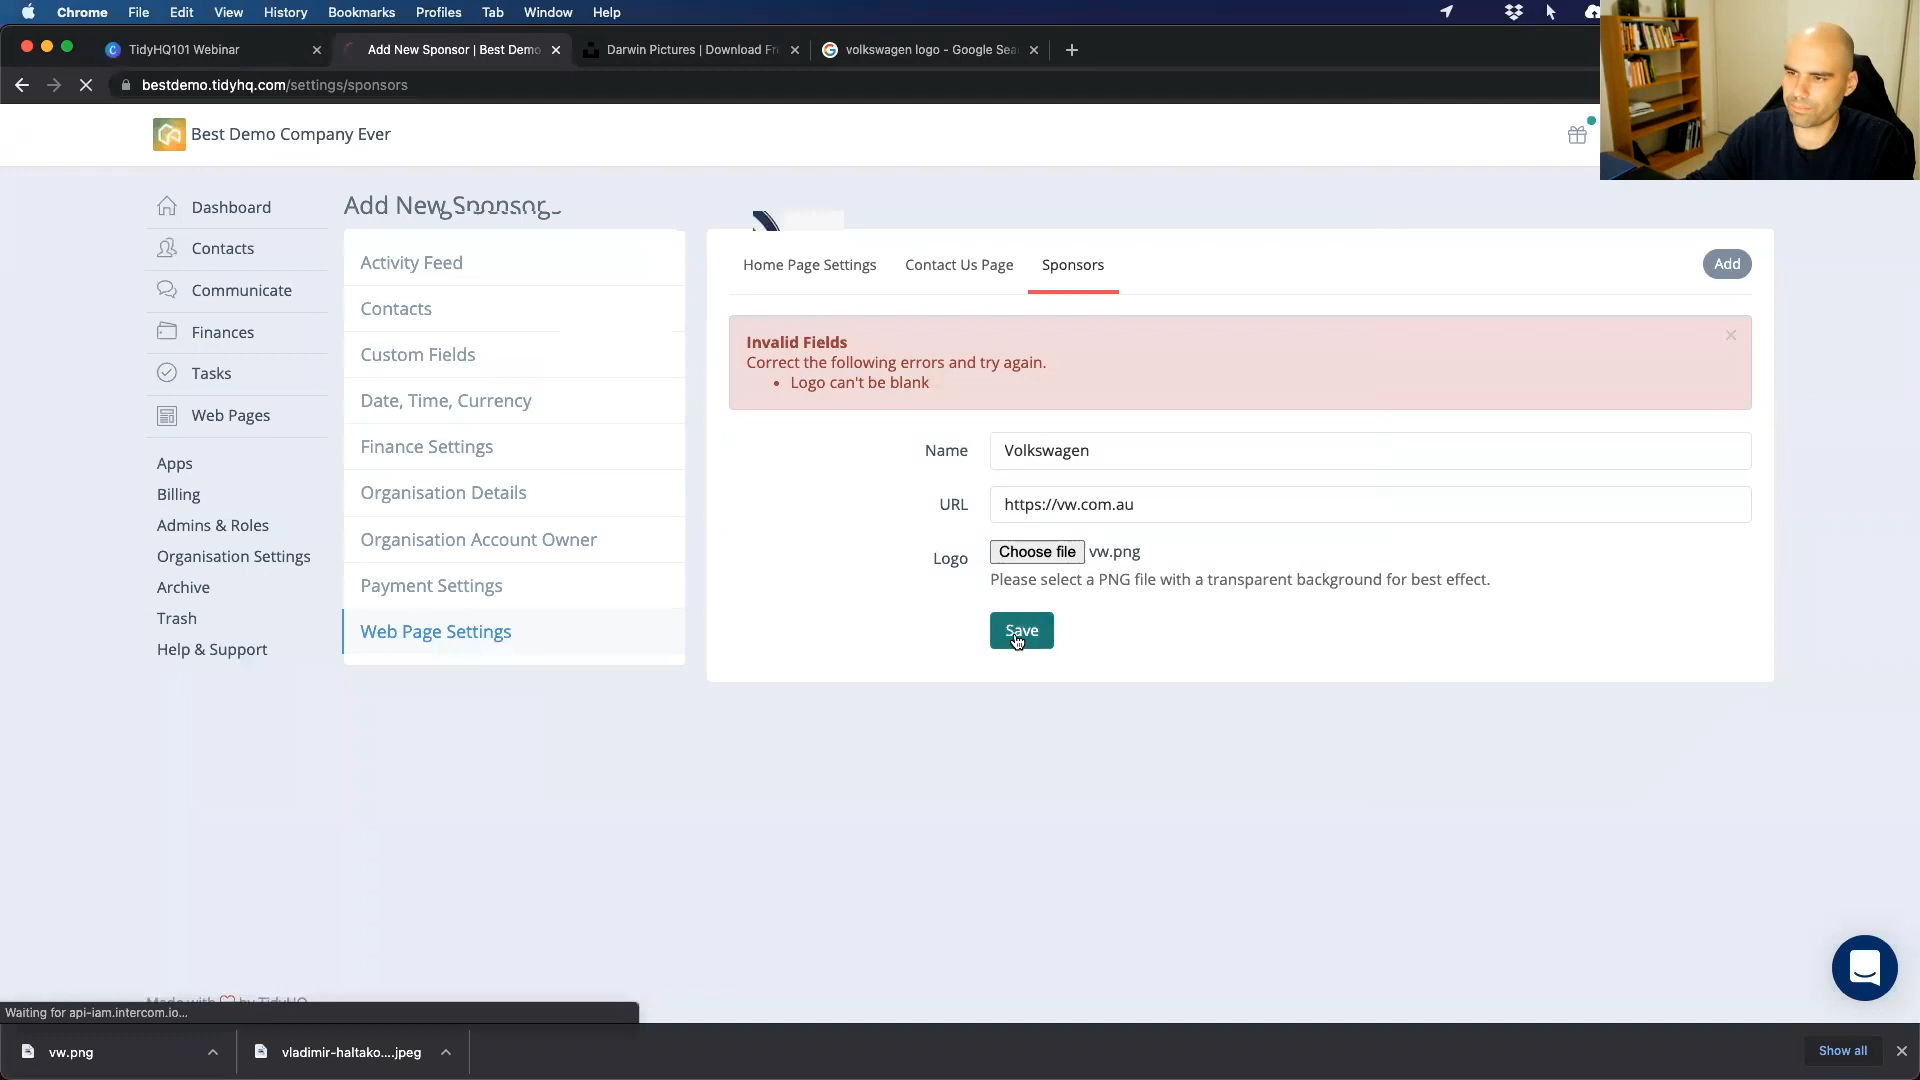 Chrome File Edit View History Bookmarks Profiles Tab Window Help
TidyHQ101 Webinar
Add New Sponsor | Best Demo
Darwin Pictures | Download Fr
volkswagen logo - Google Sea
bestdemo.tidyhq.com/settings/sponsors
Best Demo Company Ever
Dashboard
Contacts
Communicate
Finances
Tasks
Web Pages
Apps
Billing
Admins & Roles
Organisation Settings
Archive
Trash
Help & Support
Add New Sponsor
Activity Feed
Contacts
Custom Fields
Date, Time, Currency
Finance Settings
Organisation Details
Organisation Account Owner
Payment Settings
Web Page Settings
Home Page Settings
Contact Us Page
Sponsors
Add
Invalid Fields
Correct the following errors and try again.
• Logo can't be blank
Name Volkswagen
URL https://vw.com.au
Logo Choose file vw.png
Please select a PNG file with a transparent background for best effect.
Save
Made with by TidyHQ
Waiting for api-iam.intercom.io...
vw.png
vladimir-haltako....jpeg
Show all